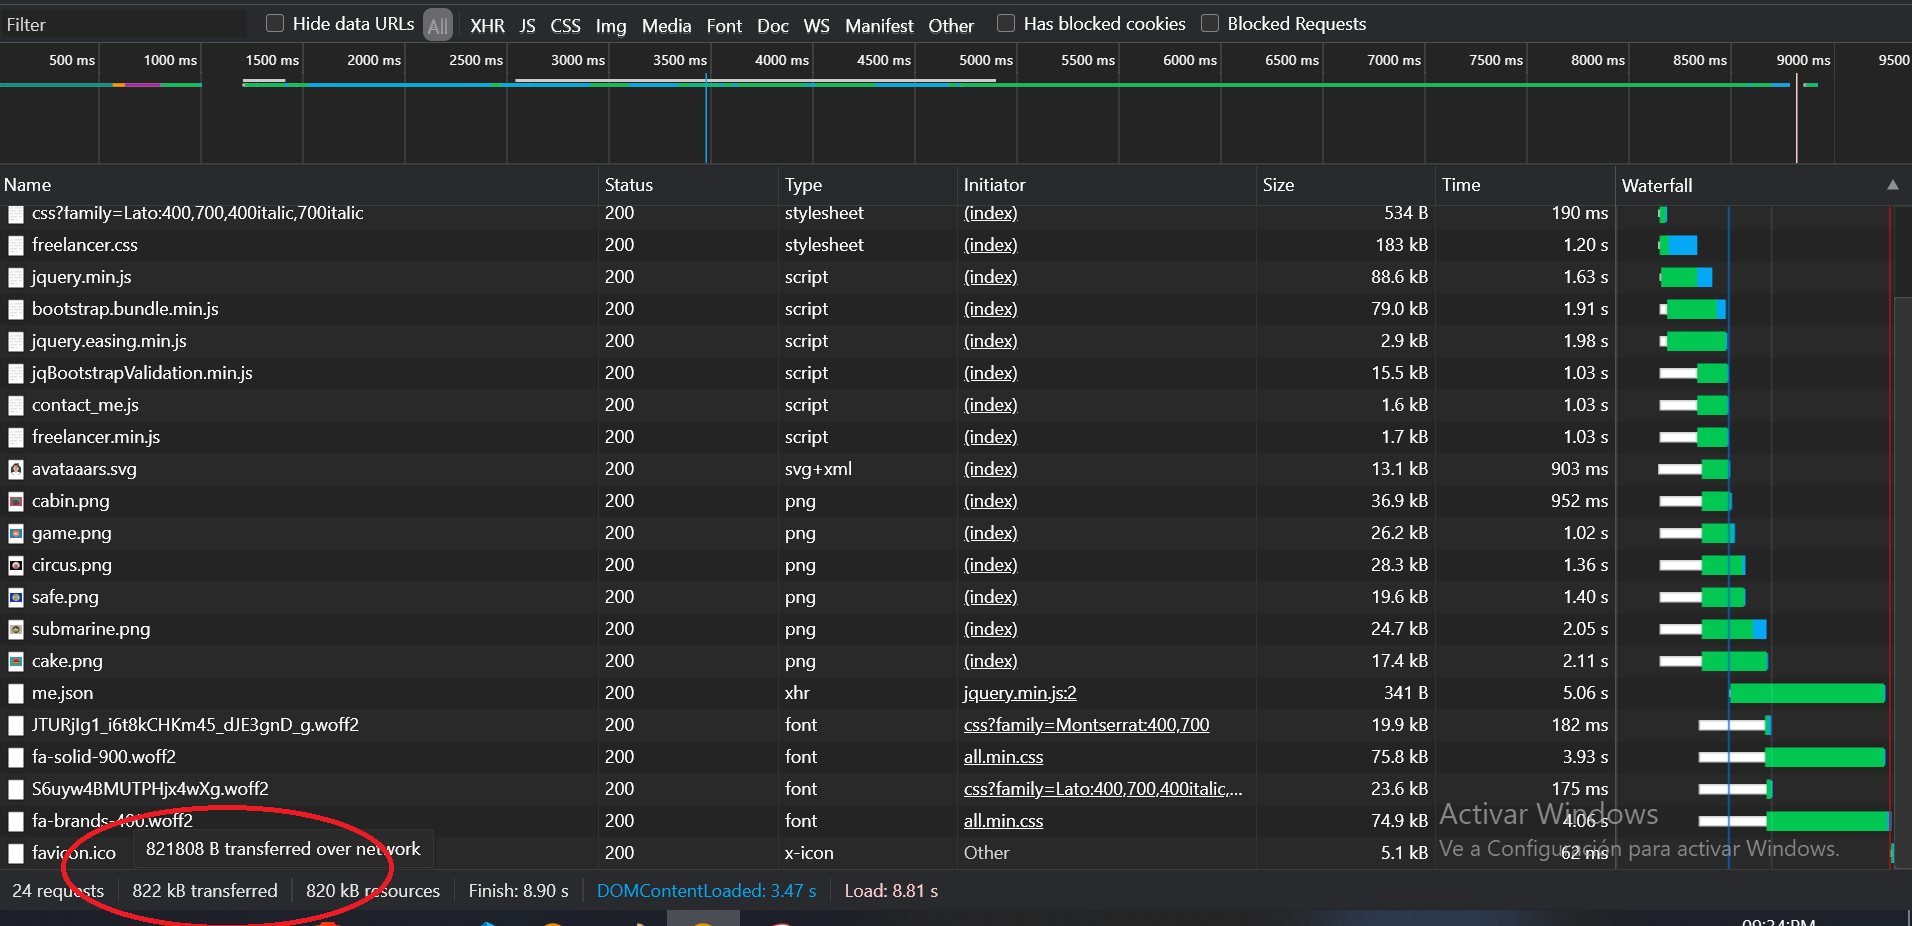 Filter Hide data URLs All XHR JS CSS Img Media Font Doc WS Manifest Other Has blocked cookies Blocked Requests
500 ms 1000 ms 1500 ms 2000 ms 2500 ms 3000 ms 3500 ms 4000 ms 4500 ms 5000 ms 5500 ms 6000 ms 6500 ms 7000 ms 7500 ms 8000 ms 8500 ms 9000 ms 9500
Name Status Type Initiator Size Time Waterfall
css?family=Lato:400,700,400italic,700italic 200 stylesheet (index) 534 B 190 ms
freelancer.css 200 stylesheet (index) 183 kB 1.20 s
jquery.min.js 200 script (index) 88.6 kB 1.63 s
bootstrap.bundle.min.js 200 script (index) 79.0 kB 1.91 s
jquery.easing.min.js 200 script (index) 2.9 kB 1.98 s
jqBootstrapValidation.min.js 200 script (index) 15.5 kB 1.03 s
contact_me.js 200 script (index) 1.6 kB 1.03 s
freelancer.min.js 200 script (index) 1.7 kB 1.03 s
avataaars.svg 200 svg+xml (index) 13.1 kB 903 ms
cabin.png 200 png (index) 36.9 kB 952 ms
game.png 200 png (index) 26.2 kB 1.02 s
circus.png 200 png (index) 28.3 kB 1.36 s
safe.png 200 png (index) 19.6 kB 1.40 s
submarine.png 200 png (index) 24.7 kB 2.05 s
cake.png 200 png (index) 17.4 kB 2.11 s
me.json 200 xhr jquery.min.js:2 341 B 5.06 s
JTURjIg1_i6t8kCHKm45_dJE3gnD_g.woff2 200 font css?family=Montserrat:400,700 19.9 kB 182 ms
fa-solid-900.woff2 200 font all.min.css 75.8 kB 3.93 s
S6uyw4BMUTPHjx4wXg.woff2 200 font css?family=Lato:400,700,400italic,... 23.6 kB 175 ms
fa-brands-400.woff2 200 font all.min.css 74.9 kB 4.06 s
Activar Windows
favicon.ico 200 x-icon Other 5.1 kB 62 ms
821808 B transferred over network
Ve a Configuración para activar Windows.
24 requests 822 kB transferred 820 kB resources Finish: 8.90 s DOMContentLoaded: 3.47 s Load: 8.81 s